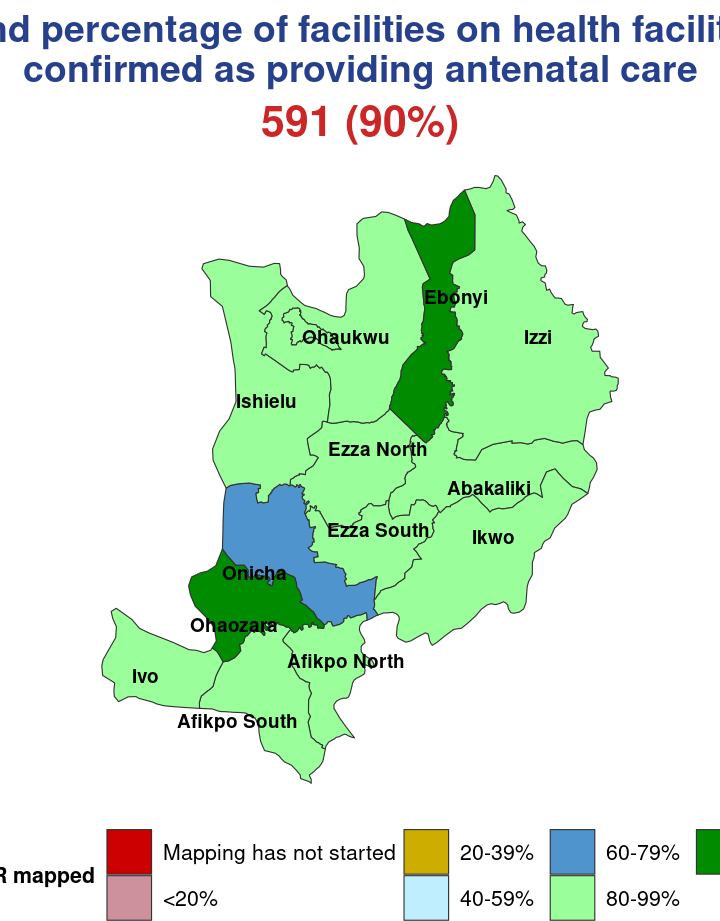 percentage of facilities on health
confirmed as providing antenatal care
591 (90%)
Ebonyi
Ohaukwu
Izzi
Ishielu
Ezza North
Abakaliki
Ezza South
Ikwo
Onicha
Ohaozara
Afikpo North
Ivo
Afikpo South
Mapping has not started
20-39%
60-79%
R mapped
<20%
40-59%
80-99%